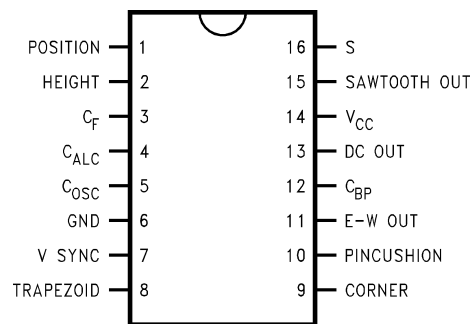 POSITION 1 16 S
HEIGHT 2 15 SAWTOOTH OUT
CF 3 14 VCC
CALC 4 13 DC OUT
COSC 5 12 CBP
GND 6 11 E-W OUT
V SYNC 7 10 PINCUSHION
TRAPEZOID 8 9 CORNER